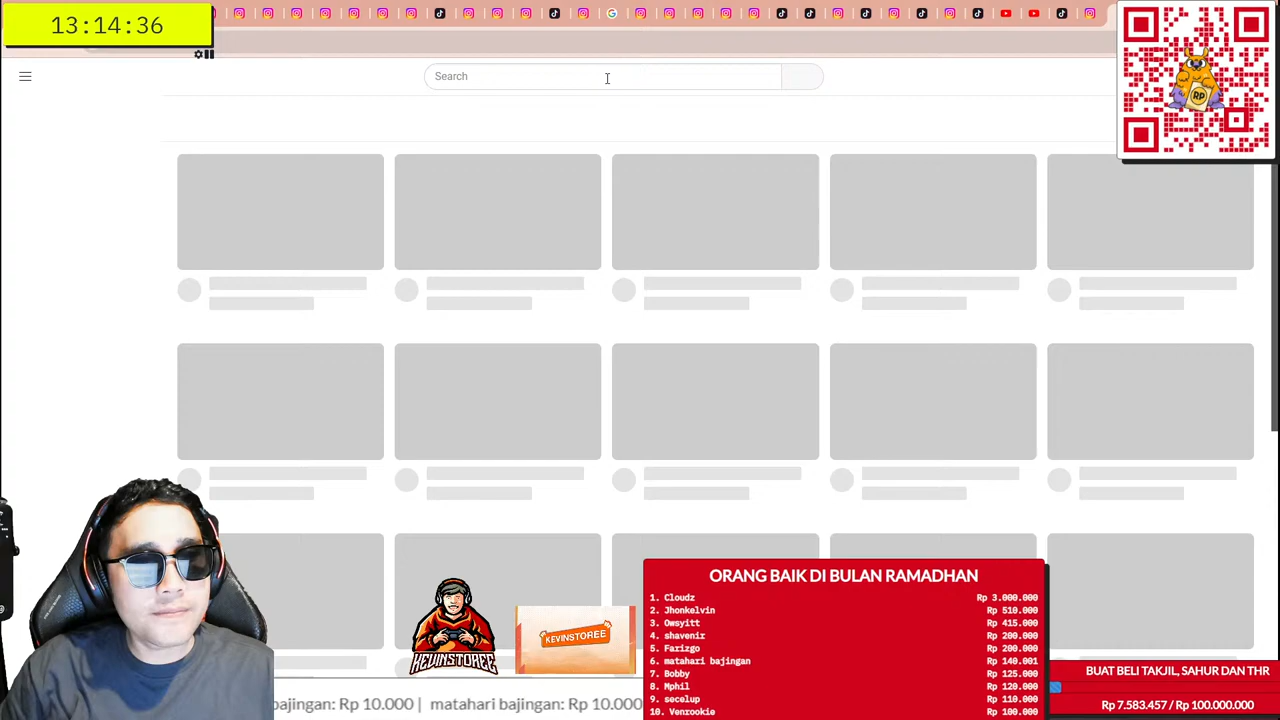 13:14:36
Search
RP
ORANG BAIK DI BULAN RAMADHAN
1. Cloudz Rp 3.000.000
2. Jhonkelvin Rp 510.000
3. Owsyitt Rp 415.000
4. shavenir Rp 200.000
5. Farizgo Rp 200.000
6. matahari bajingan Rp 140.001
7. Bobby Rp 125.000
8. Mphil Rp 120.000
9. secelup Rp 110.000
10. Venrookie Rp 100.000
KEVINSTOREE
KEVINSTOREE
BUAT BELI TAKJIL, SAHUR DAN THR
Rp 7.583.457 / Rp 100.000.000
bajingan: Rp 10.000 | matahari bajingan: Rp 10.000